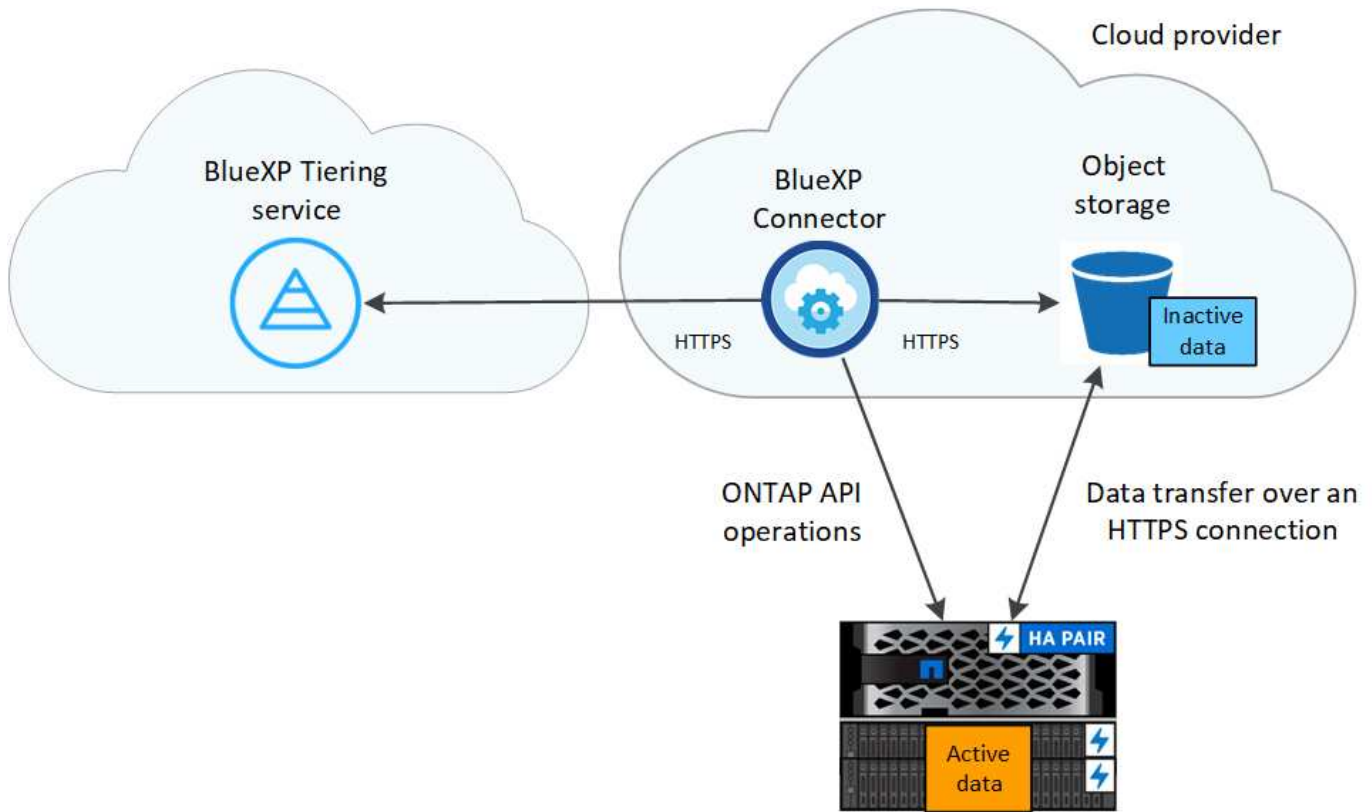 Cloud provider
BlueXP Tiering
service
BlueXP
Connector
Object
storage
HTTPS
HTTPS
Inactive
data
ONTAP API
operations
Data transfer over an
HTTPS connection
HA PAIR
Active
data